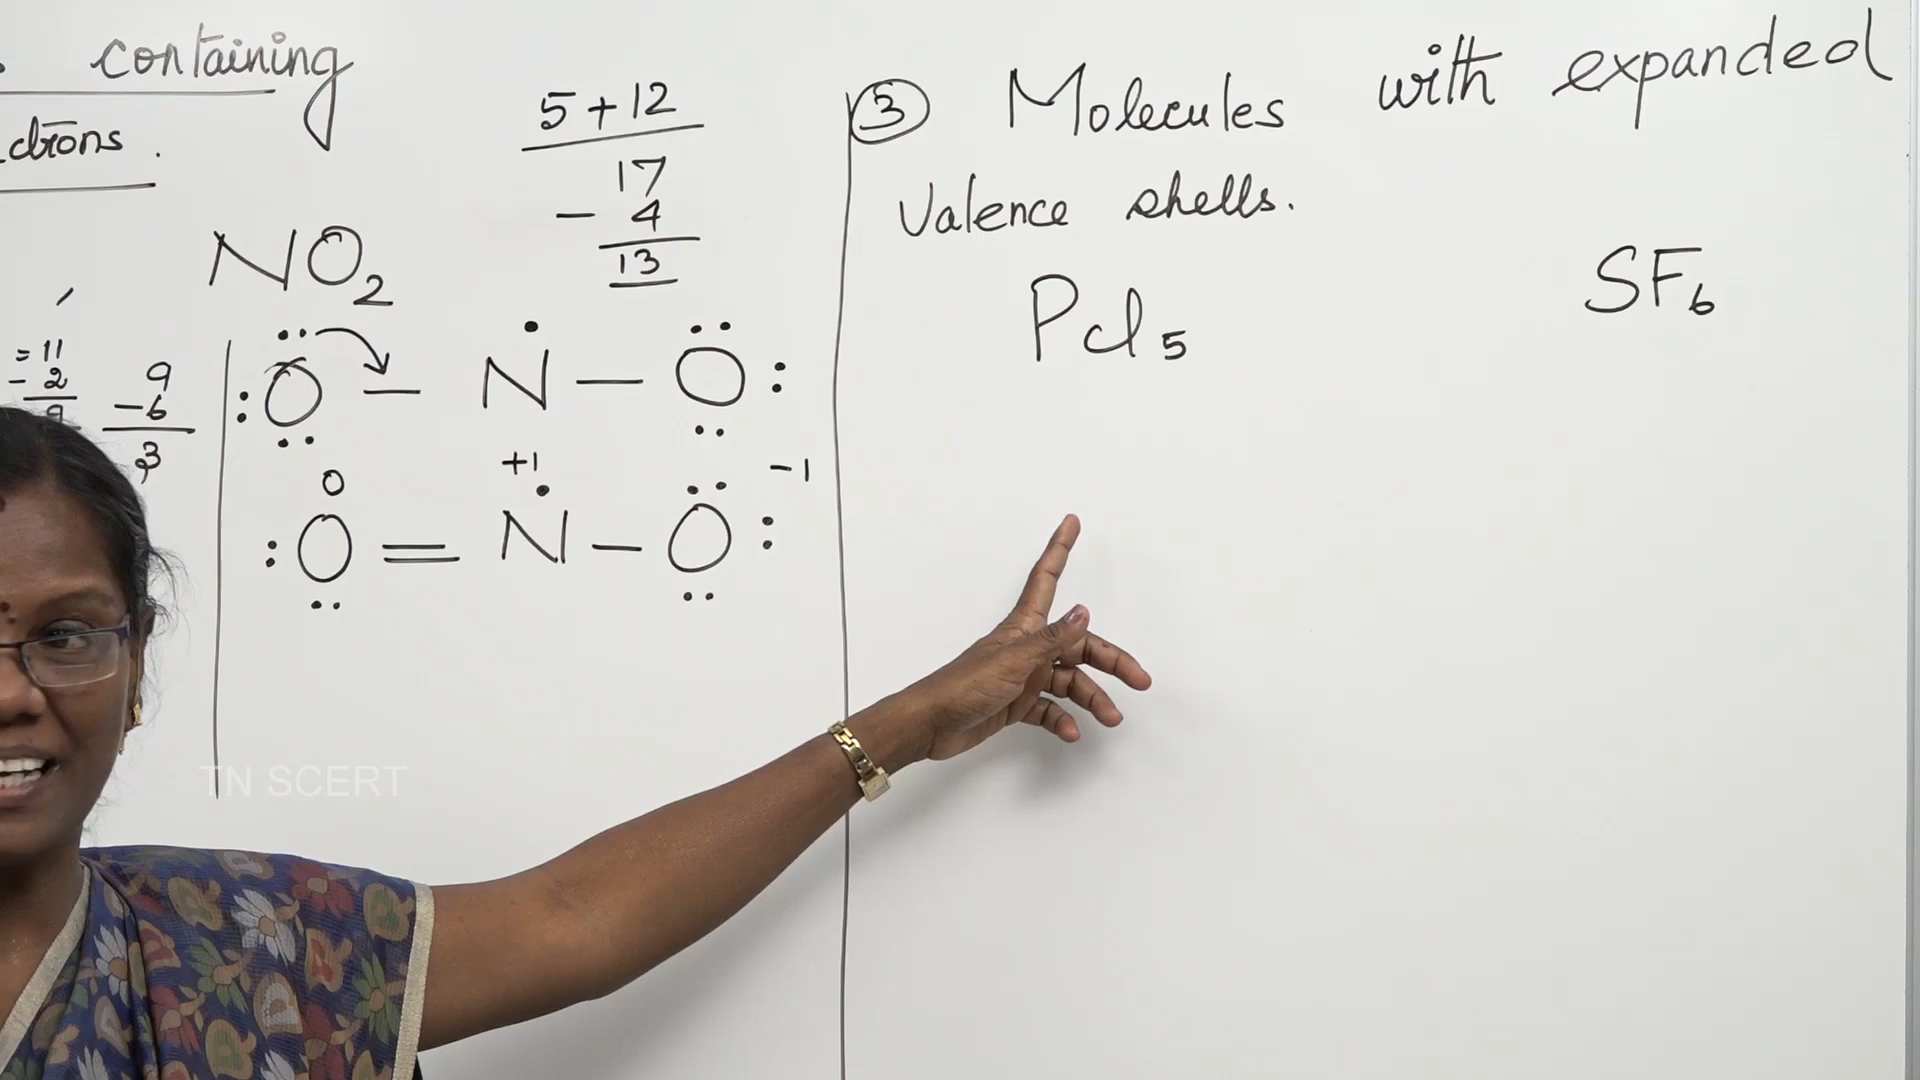 containing
ctrons.
NO2
5 + 12
17
- 4
13
= 11
- 2
9
9
- 6
3
O - N - O
0 +1 -1
O = N - O
③ Molecules with expanded
Valence shells.
Pcl5
SF6
TN SCERT